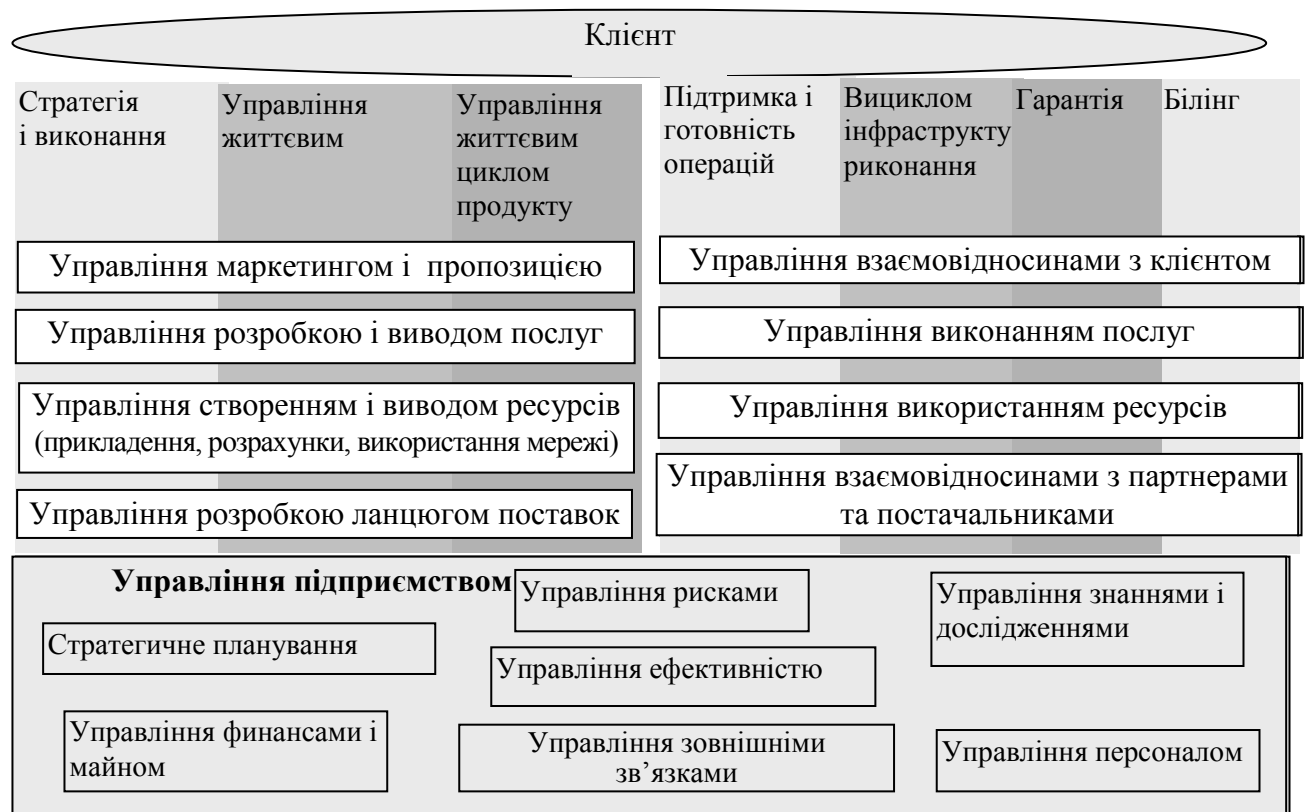 Клієнт
Стратегія
і виконання
Управління
життєвим
Управління
життєвим
циклом
продукту
Підтримка і
готовність
операцій
Вициклом
інфраструкту
риконання
Гарантія
Білінг
Управління маркетингом і пропозицією
Управління розробкою і виводом послуг
Управління створенням і виводом ресурсів
(прикладення, розрахунки, використання мережі)
Управління розробкою ланцюгом поставок
Управління взаємовідносинами з клієнтом
Управління виконанням послуг
Управління використанням ресурсів
Управління взаємовідносинами з партнерами
та постачальниками
Управління підприємством
Управління рисками
Управління знаннями і
дослідженнями
Стратегичне планування
Управління ефективністю
Управління финансами і
майном
Управління зовнішніми
зв’язками
Управління персоналом